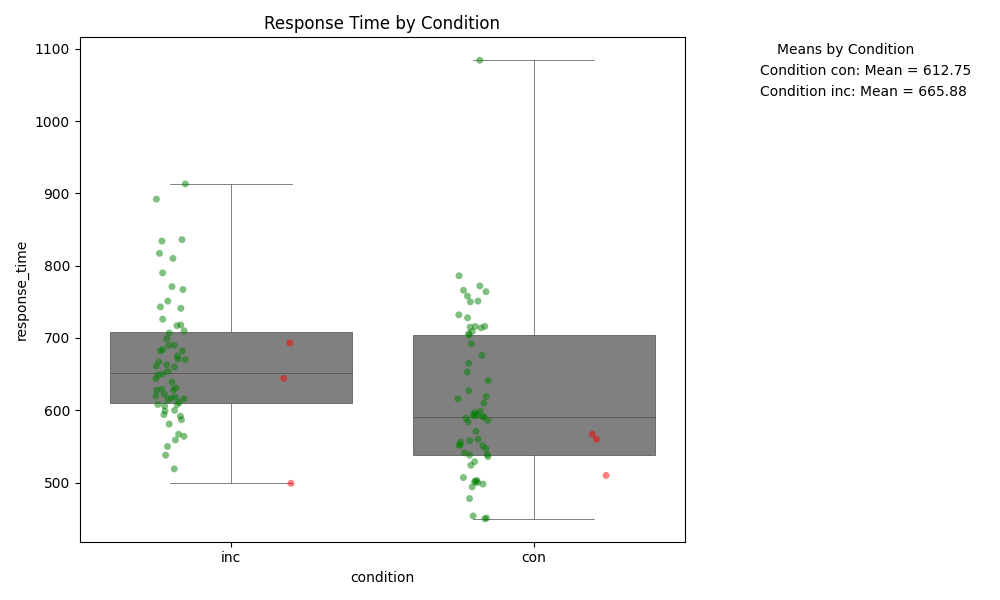 Response Time by Condition
Means by Condition
Condition con: Mean = 612.75
Condition inc: Mean = 665.88
1100
1000
900
800
700
600
500
response_time
inc
con
condition